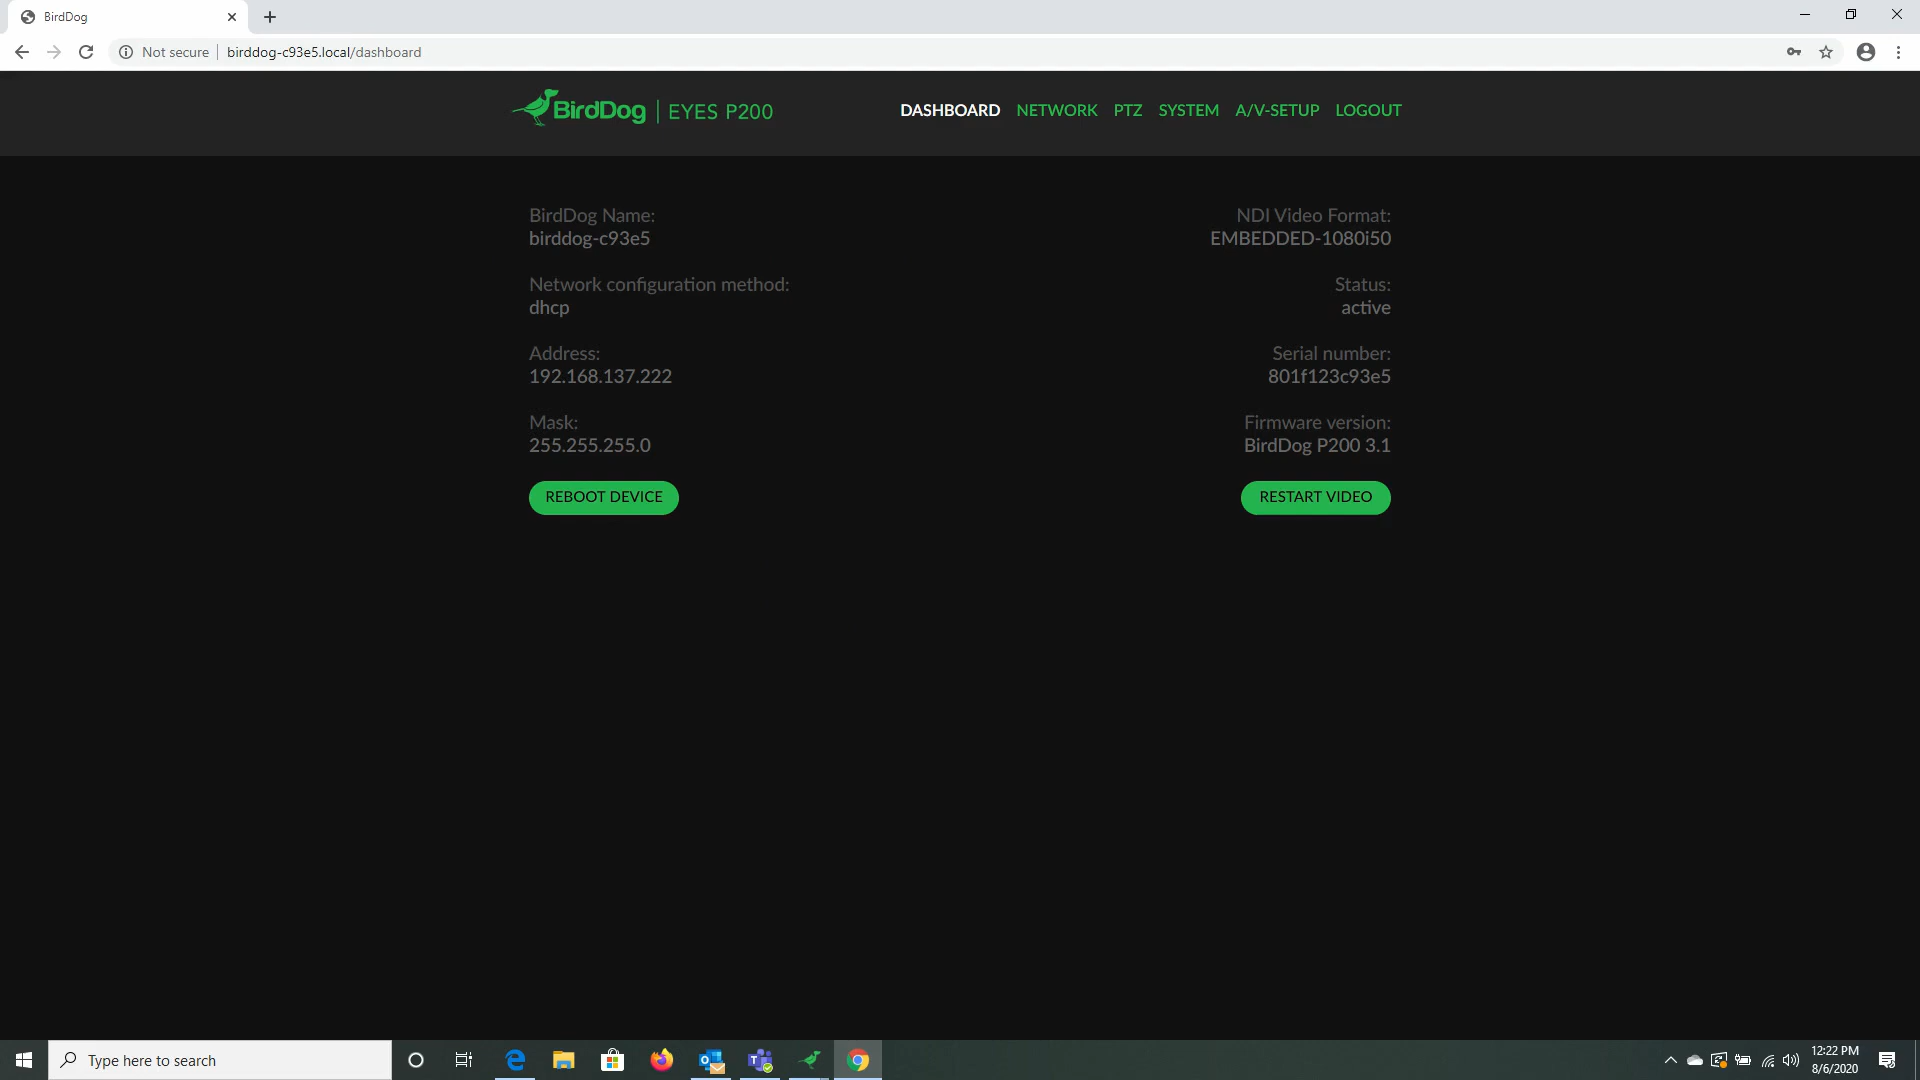 BirdDog
Not secure
birddog-c93e5.local/dashboard
BirdDog | EYES P200
DASHBOARD NETWORK PTZ SYSTEM A/V-SETUP LOGOUT
BirdDog Name:
birddog-c93e5
Network configuration method:
dhcp
Address:
192.168.137.222
Mask:
255.255.255.0
REBOOT DEVICE
NDI Video Format:
EMBEDDED-1080i50
Status:
active
Serial number:
801f123c93e5
Firmware version:
BirdDog P200 3.1
RESTART VIDEO
Type here to search
12:22 PM
8/6/2020